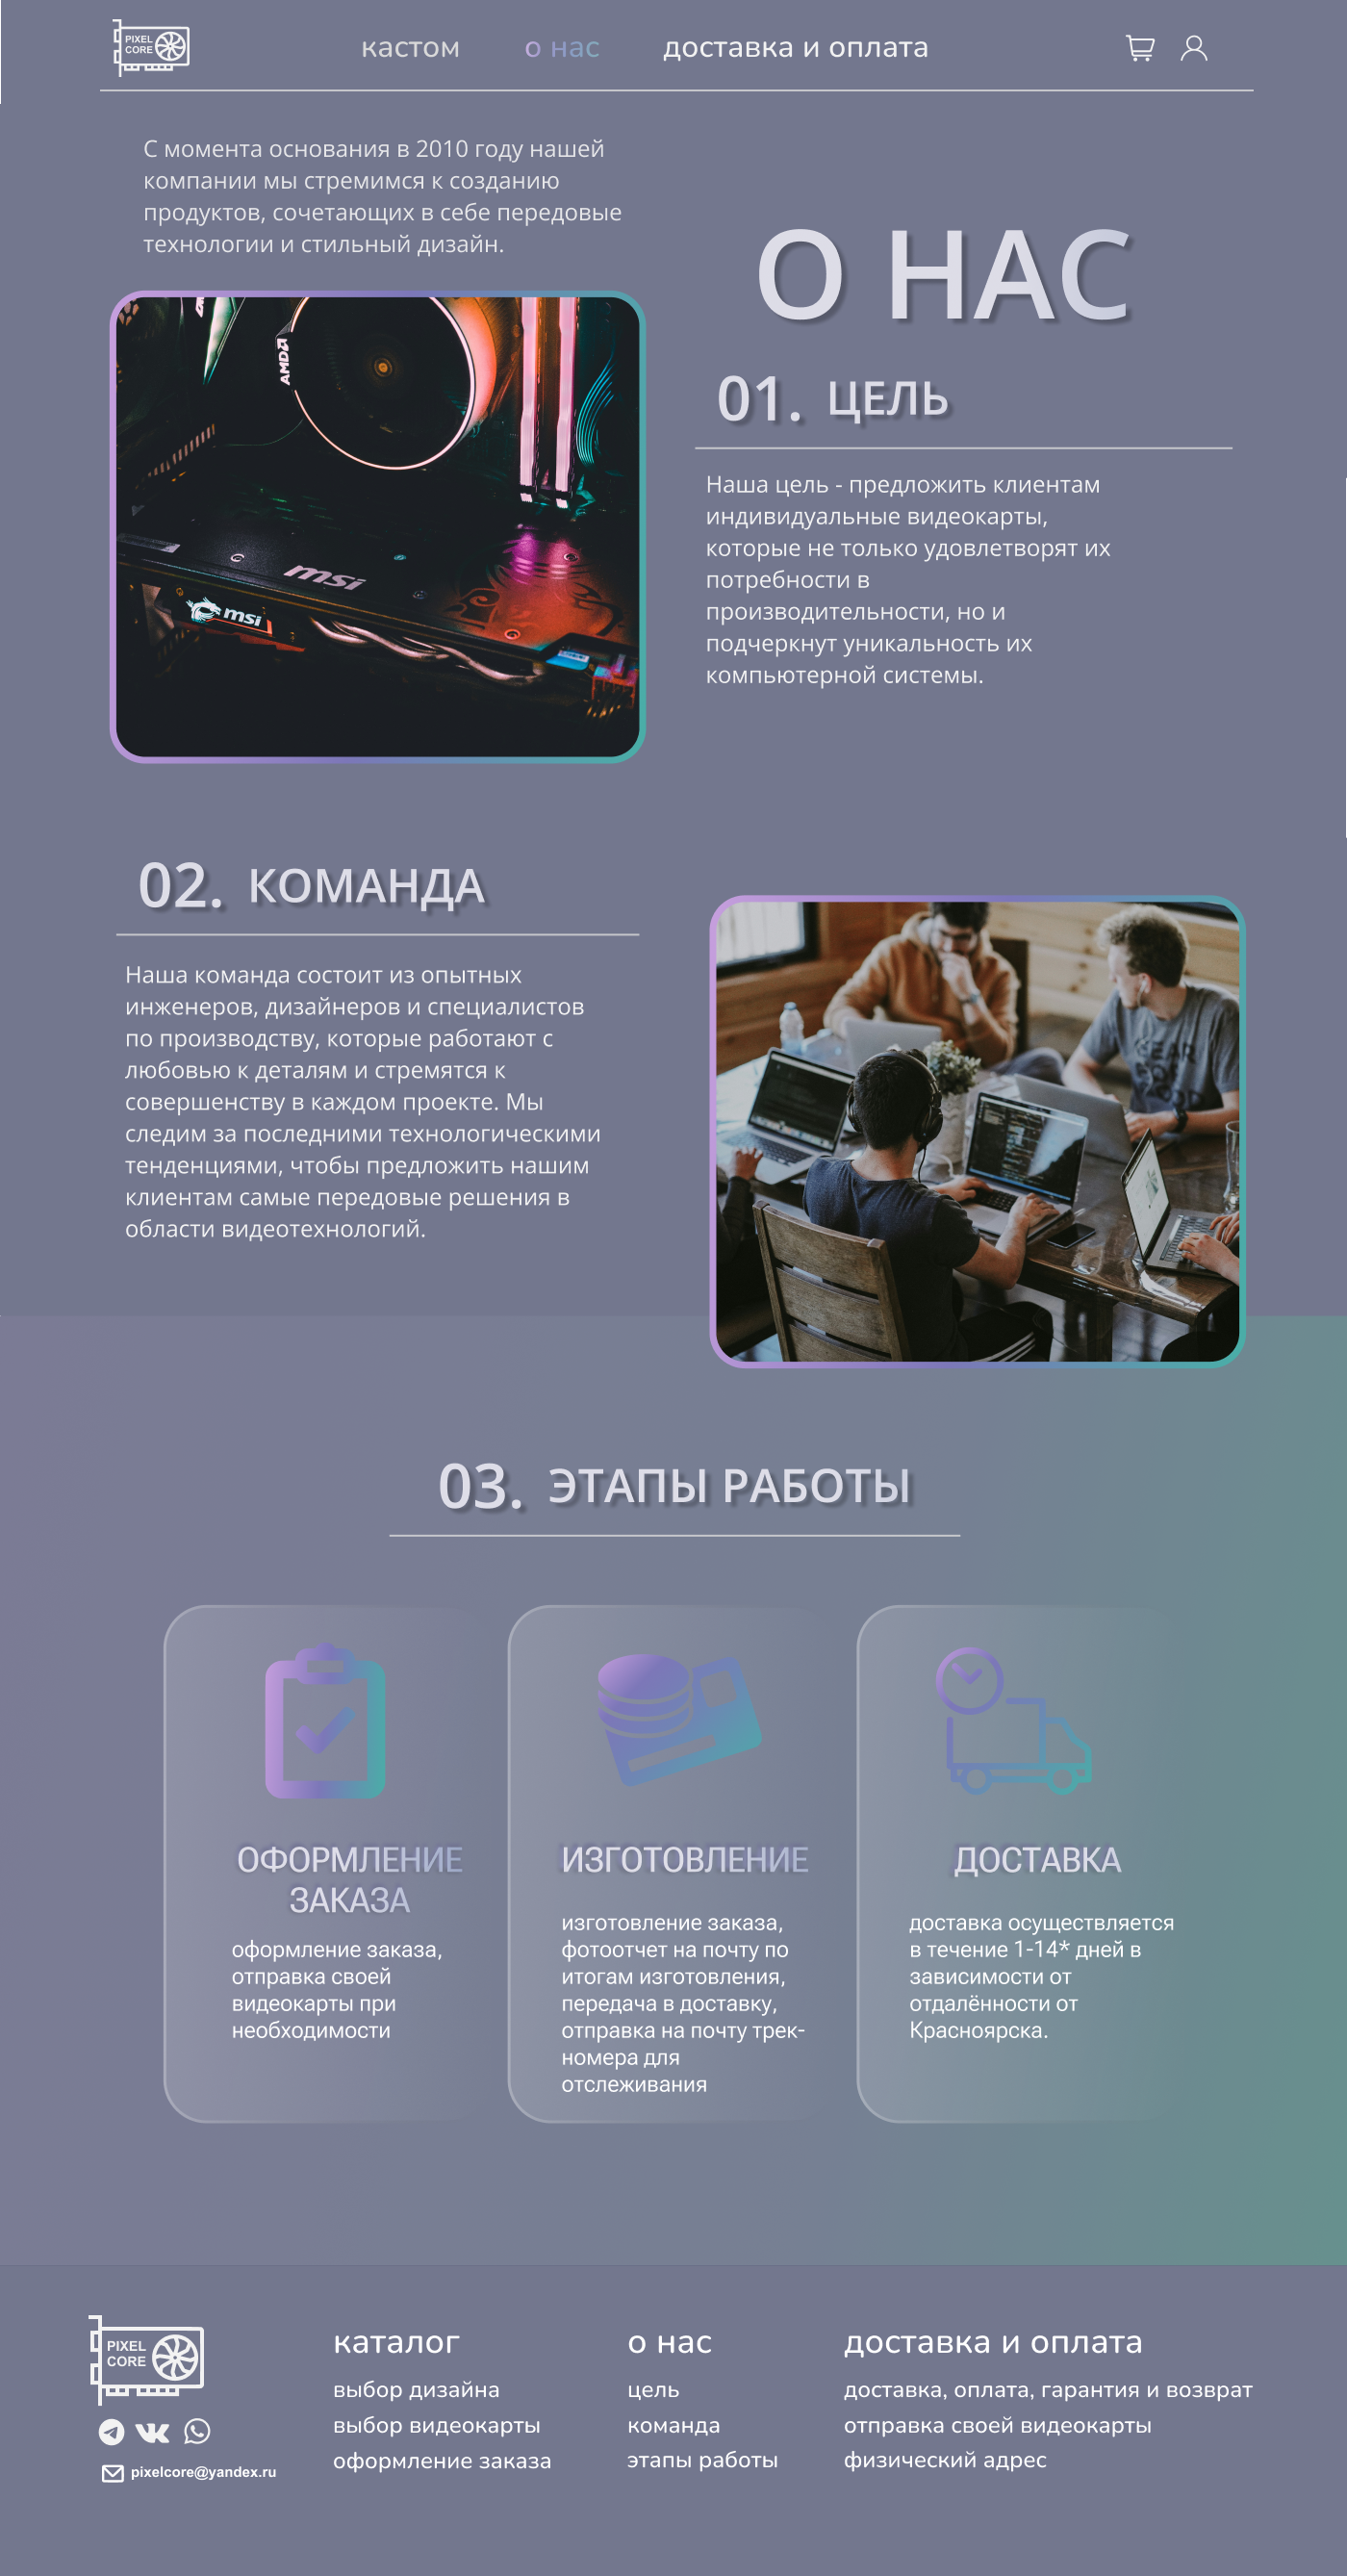 PIXEL
CORE
кастом
о нас
доставка и оплата
С момента основания в 2010 году нашей
компании мы стремимся к созданию
продуктов, сочетающих в себе передовые
технологии и стильный дизайн.
О НАС
AMD
msi
msi
01. ЦЕЛЬ
Наша цель - предложить клиентам
индивидуальные видеокарты,
которые не только удовлетворят их
потребности в
производительности, но и
подчеркнут уникальность их
компьютерной системы.
02. КОМАНДА
Наша команда состоит из опытных
инженеров, дизайнеров и специалистов
по производству, которые работают с
любовью к деталям и стремятся к
совершенству в каждом проекте. Мы
следим за последними технологическими
тенденциями, чтобы предложить нашим
клиентам самые передовые решения в
области видеотехнологий.
03. ЭТАПЫ РАБОТЫ
ОФОРМЛЕНИЕ
ЗАКАЗА
оформление заказа,
отправка своей
видеокарты при
необходимости
ИЗГОТОВЛЕНИЕ
изготовление заказа,
фотоотчет на почту по
итогам изготовления,
передача в доставку,
отправка на почту трек-
номера для
отслеживания
ДОСТАВКА
доставка осуществляется
в течение 1-14* дней в
зависимости от
отдалённости от
Красноярска.
PIXEL
CORE
pixelcore@yandex.ru
каталог
выбор дизайна
выбор видеокарты
оформление заказа
о нас
цель
команда
этапы работы
доставка и оплата
доставка, оплата, гарантия и возврат
отправка своей видеокарты
физический адрес